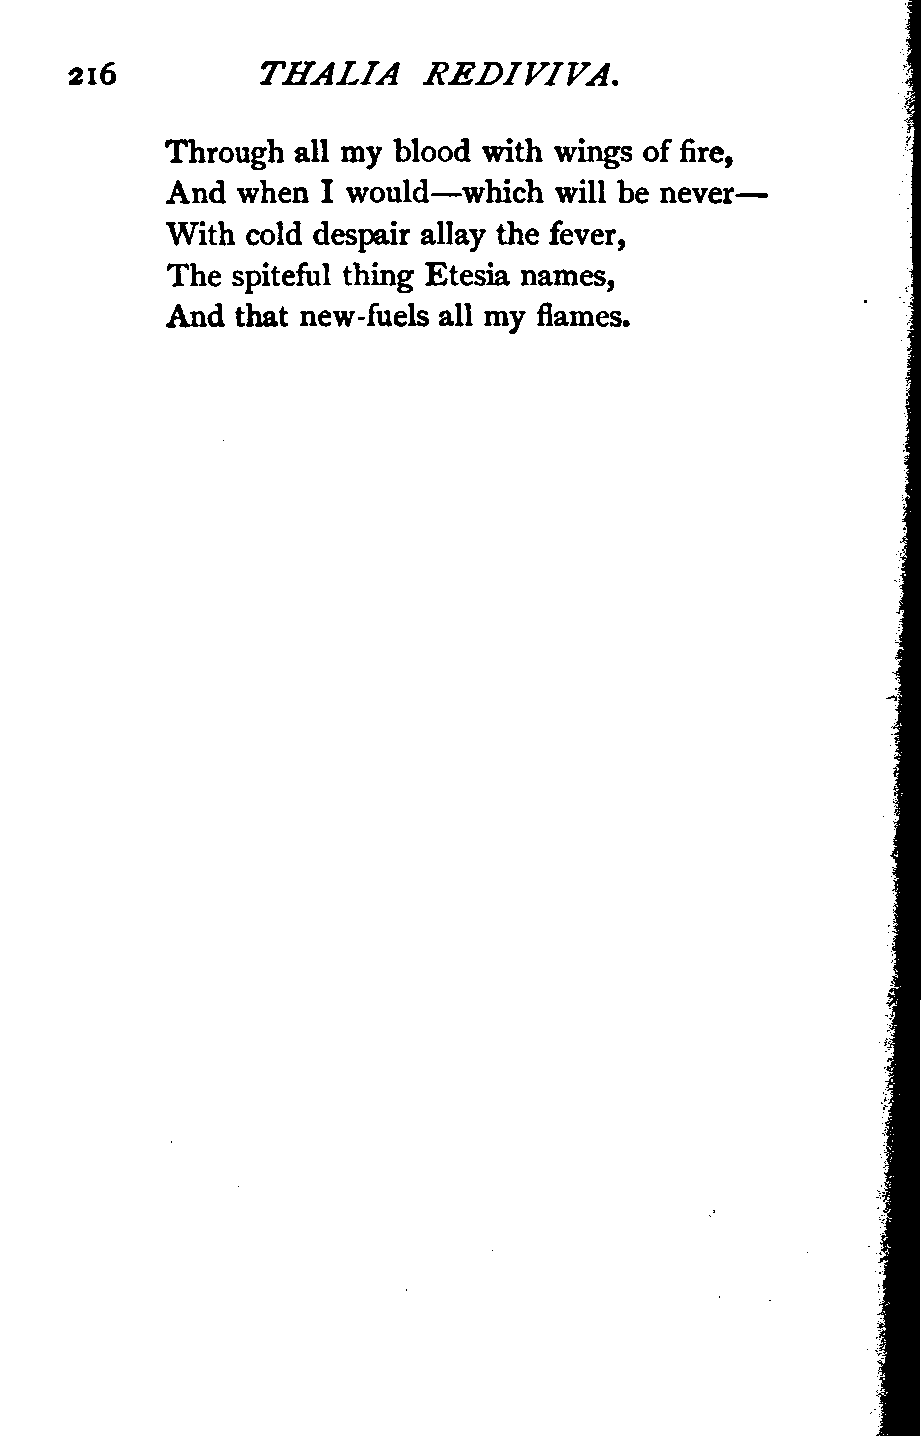 216 THALIA REDIVIVA.
Through all my blood with wings of fire,
And when I would—which will be never—
With cold despair allay the fever,
The spiteful thing Etesia names,
And that new-fuels all my flames.